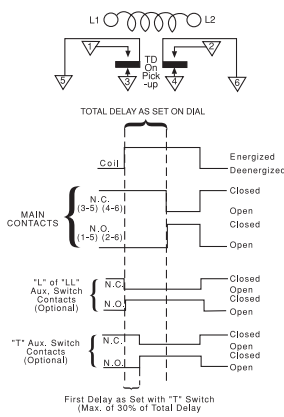 L1 L2
1 2
TD
On
Pick
-up
5 3 4 6
TOTAL DELAY AS SET ON DIAL
Coil
Energized
Deenergized
MAIN
CONTACTS
N.C.
(3-5) (4-6)
Closed
Open
N.O.
(1-5) (2-6)
Closed
Open
"L" of "LL"
Aux, Switch
Contacts
(Optional)
N.C.
Closed
Open
N.O.
Closed
Open
"T" Aux. Switch
Contacts
(Optional)
N.C.
Closed
Open
N.O.
Closed
Open
First Delay as Set with "T" Switch
(Max. of 30% of Total Delay